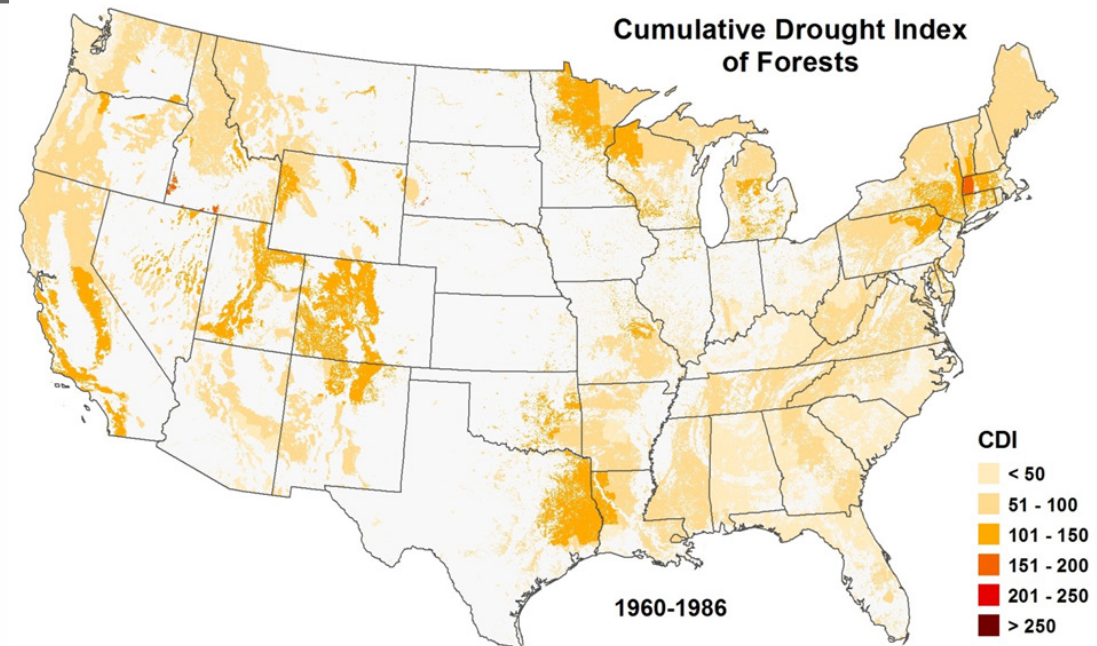 Cumulative Drought Index
of Forests
CDI
< 50
51 - 100
101 - 150
151 - 200
201 - 250
> 250
1960-1986